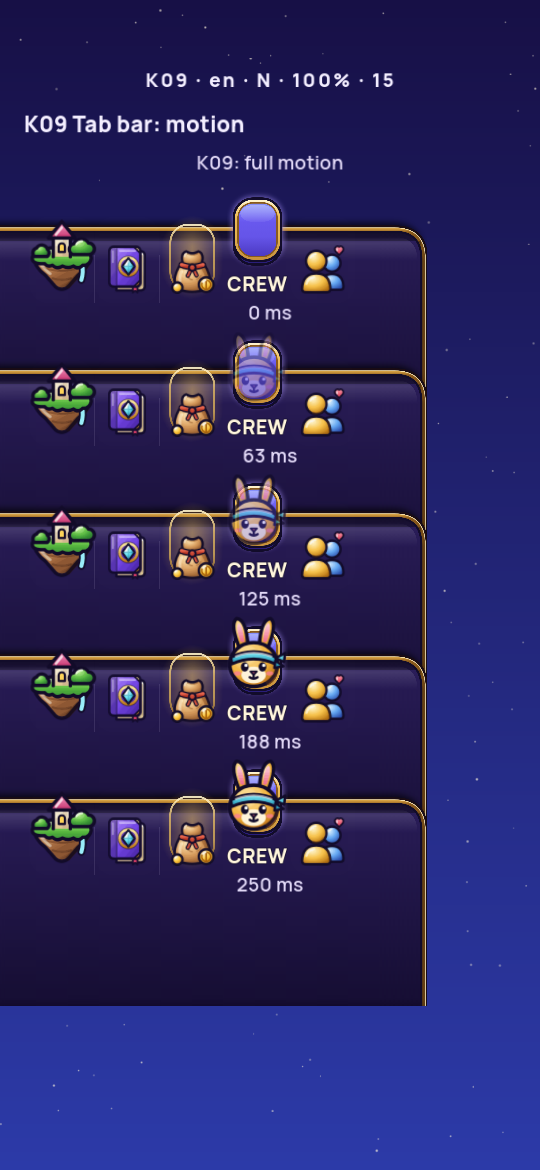 K09 · en · N · 100% · 15
K09 Tab bar: motion
K09: full motion
CREW
0 ms
CREW
63 ms
CREW
125 ms
CREW
188 ms
CREW
250 ms